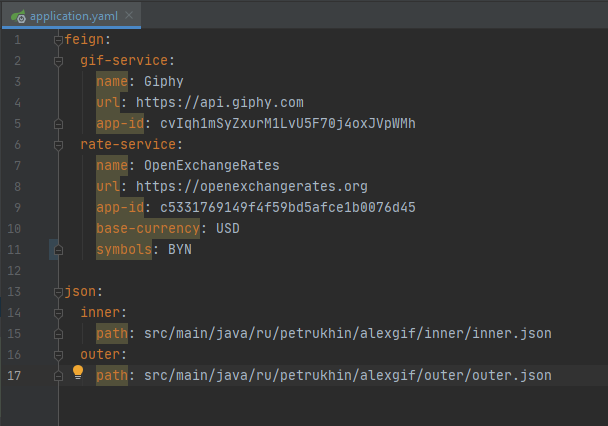 application.yaml
1 feign:
2 gif-service:
3 name: Giphy
4 url: https://api.giphy.com
5 app-id: cvIqh1mSyZxurM1LvU5F70j4oxJVpWMh
6 rate-service:
7 name: OpenExchangeRates
8 url: https://openexchangerates.org
9 app-id: c5331769149f4f59bd5afce1b0076d45
10 base-currency: USD
11 symbols: BYN
12
13 json:
14 inner:
15 path: src/main/java/ru/petrukhin/alexgif/inner/inner.json
16 outer:
17 path: src/main/java/ru/petrukhin/alexgif/outer/outer.json